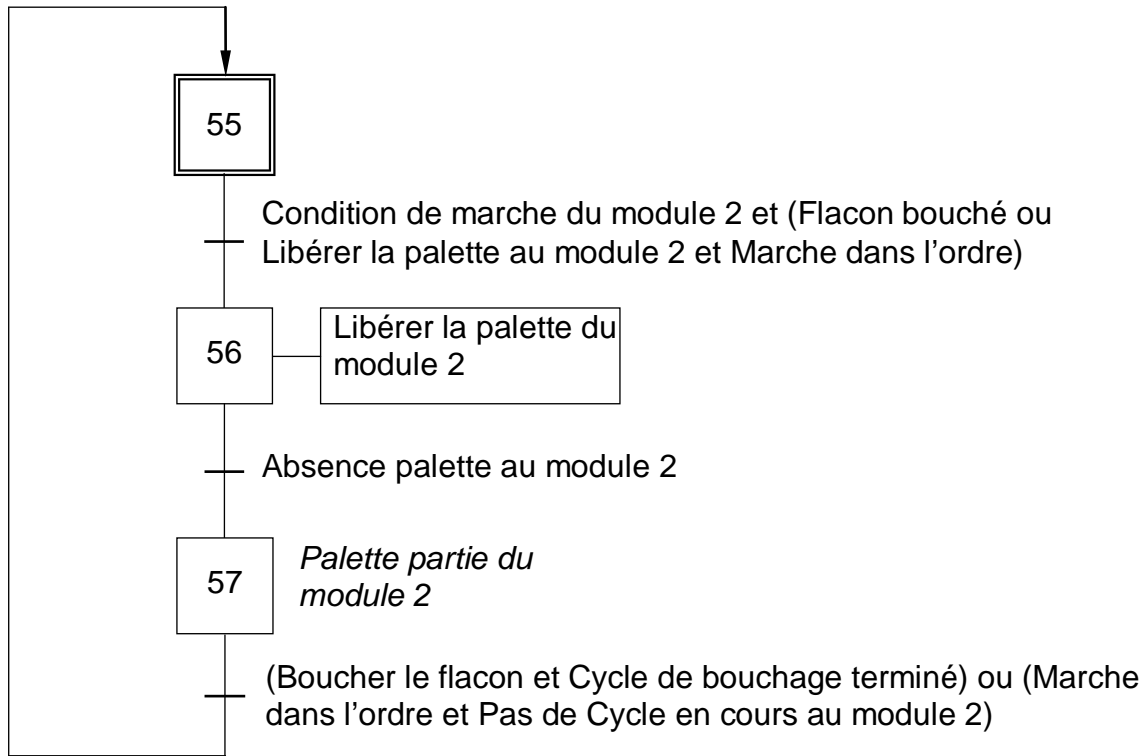 55
Condition de marche du module 2 et (Flacon bouché ou
Libérer la palette au module 2 et Marche dans l’ordre)
56
Libérer la palette du
module 2
Absence palette au module 2
57
Palette partie du
module 2
(Boucher le flacon et Cycle de bouchage terminé) ou (Marche
dans l’ordre et Pas de Cycle en cours au module 2)